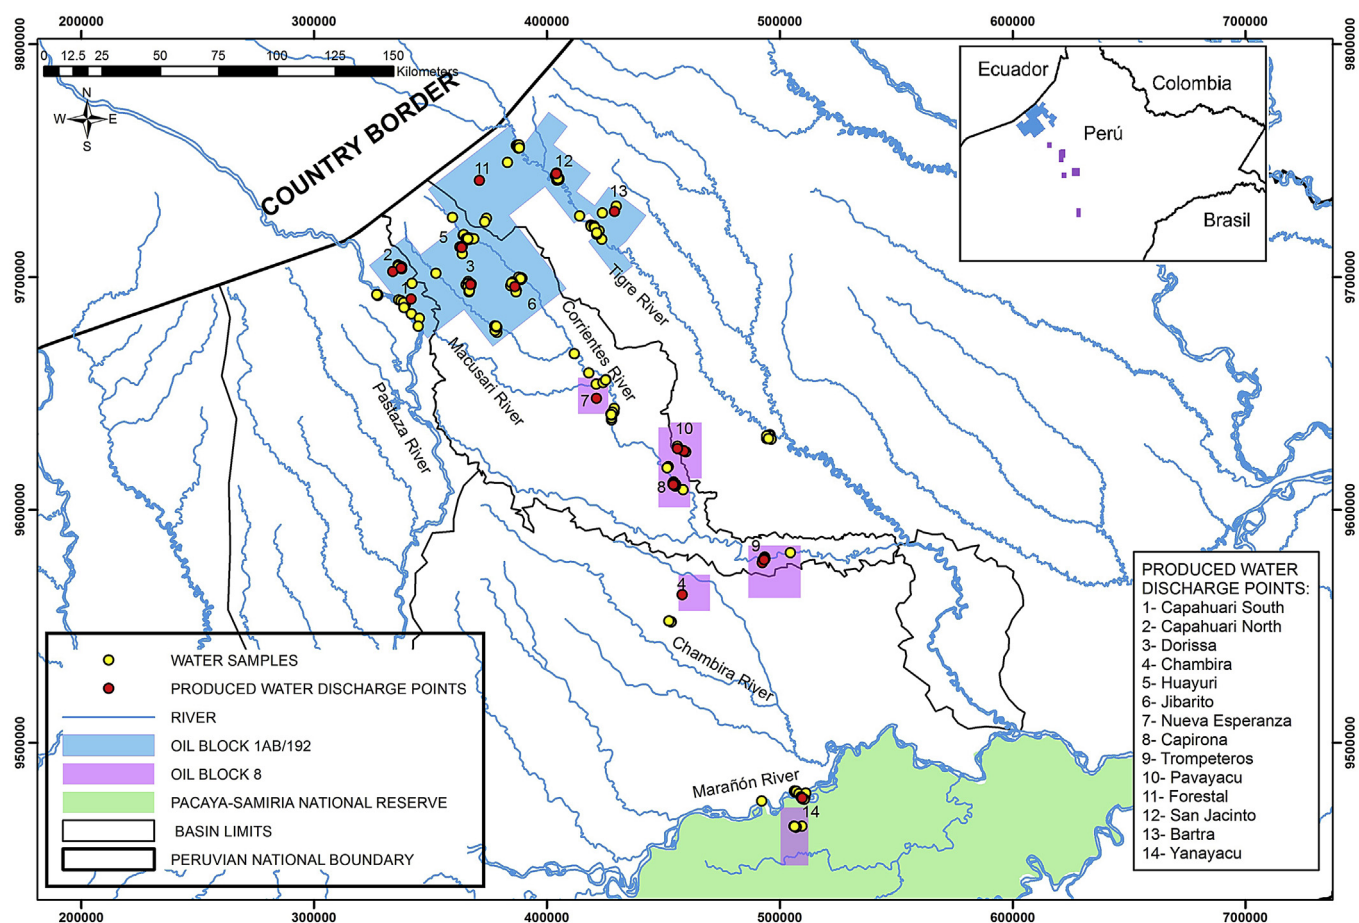 200000 300000 400000 500000 600000 700000
9800000 9800000
0 12.5 25 50 75 100 125 150
Kilometers
N
W E
S
COUNTRY BORDER
Ecuador
Colombia
Perú
Brasil
11
12
13
5
2
3
1
6
9700000 9700000
Tigre River
Corrientes River
Macusari River
Pastaza River
7
10
8
9600000 9600000
9
4
Chambira River
9500000 9500000
Marañón River
14
WATER SAMPLES
PRODUCED WATER DISCHARGE POINTS
RIVER
OIL BLOCK 1AB/192
OIL BLOCK 8
PACAYA-SAMIRIA NATIONAL RESERVE
BASIN LIMITS
PERUVIAN NATIONAL BOUNDARY
PRODUCED WATER
DISCHARGE POINTS:
1- Capahuari South
2- Capahuari North
3- Dorissa
4- Chambira
5- Huayuri
6- Jibarito
7- Nueva Esperanza
8- Capirona
9- Trompeteros
10- Pavayacu
11- Forestal
12- San Jacinto
13- Bartra
14- Yanayacu
200000 300000 400000 500000 600000 700000